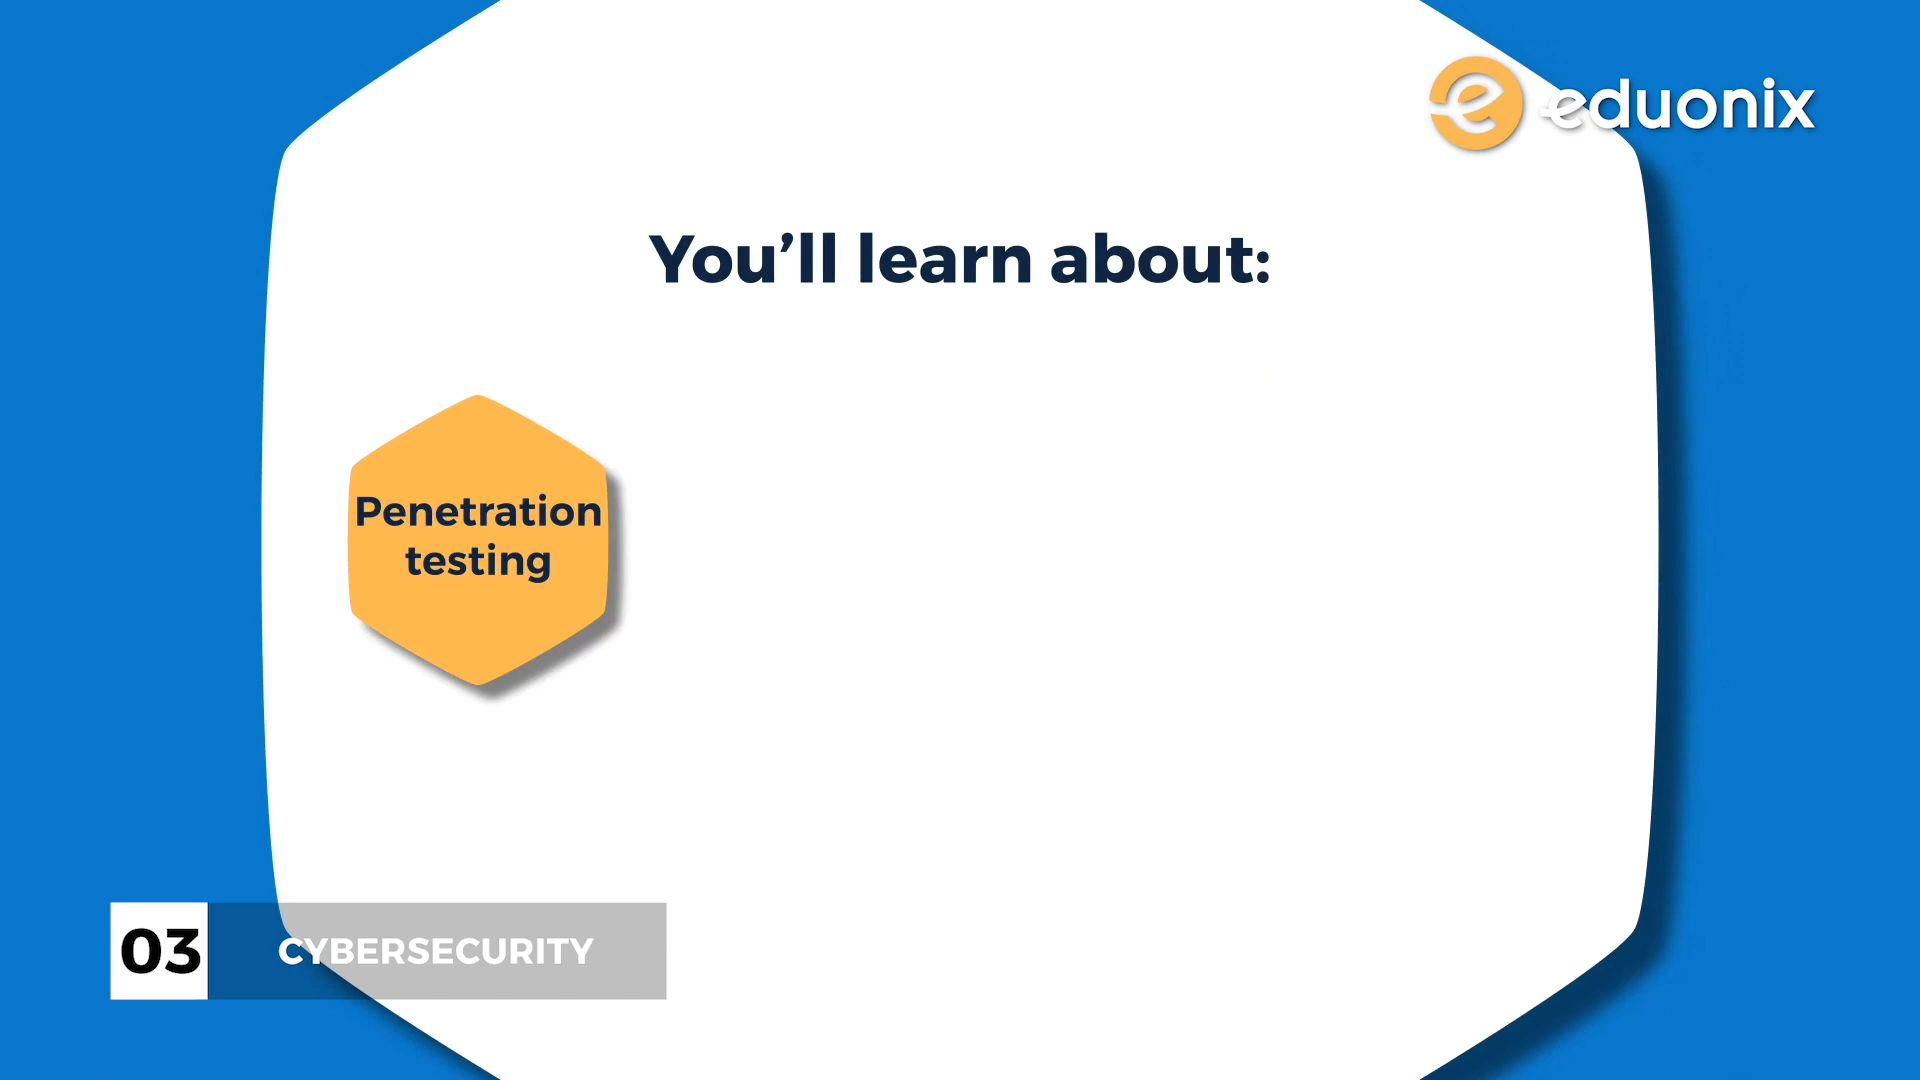 eduonix
You’ll learn about:
Penetration
testing
03 CYBERSECURITY